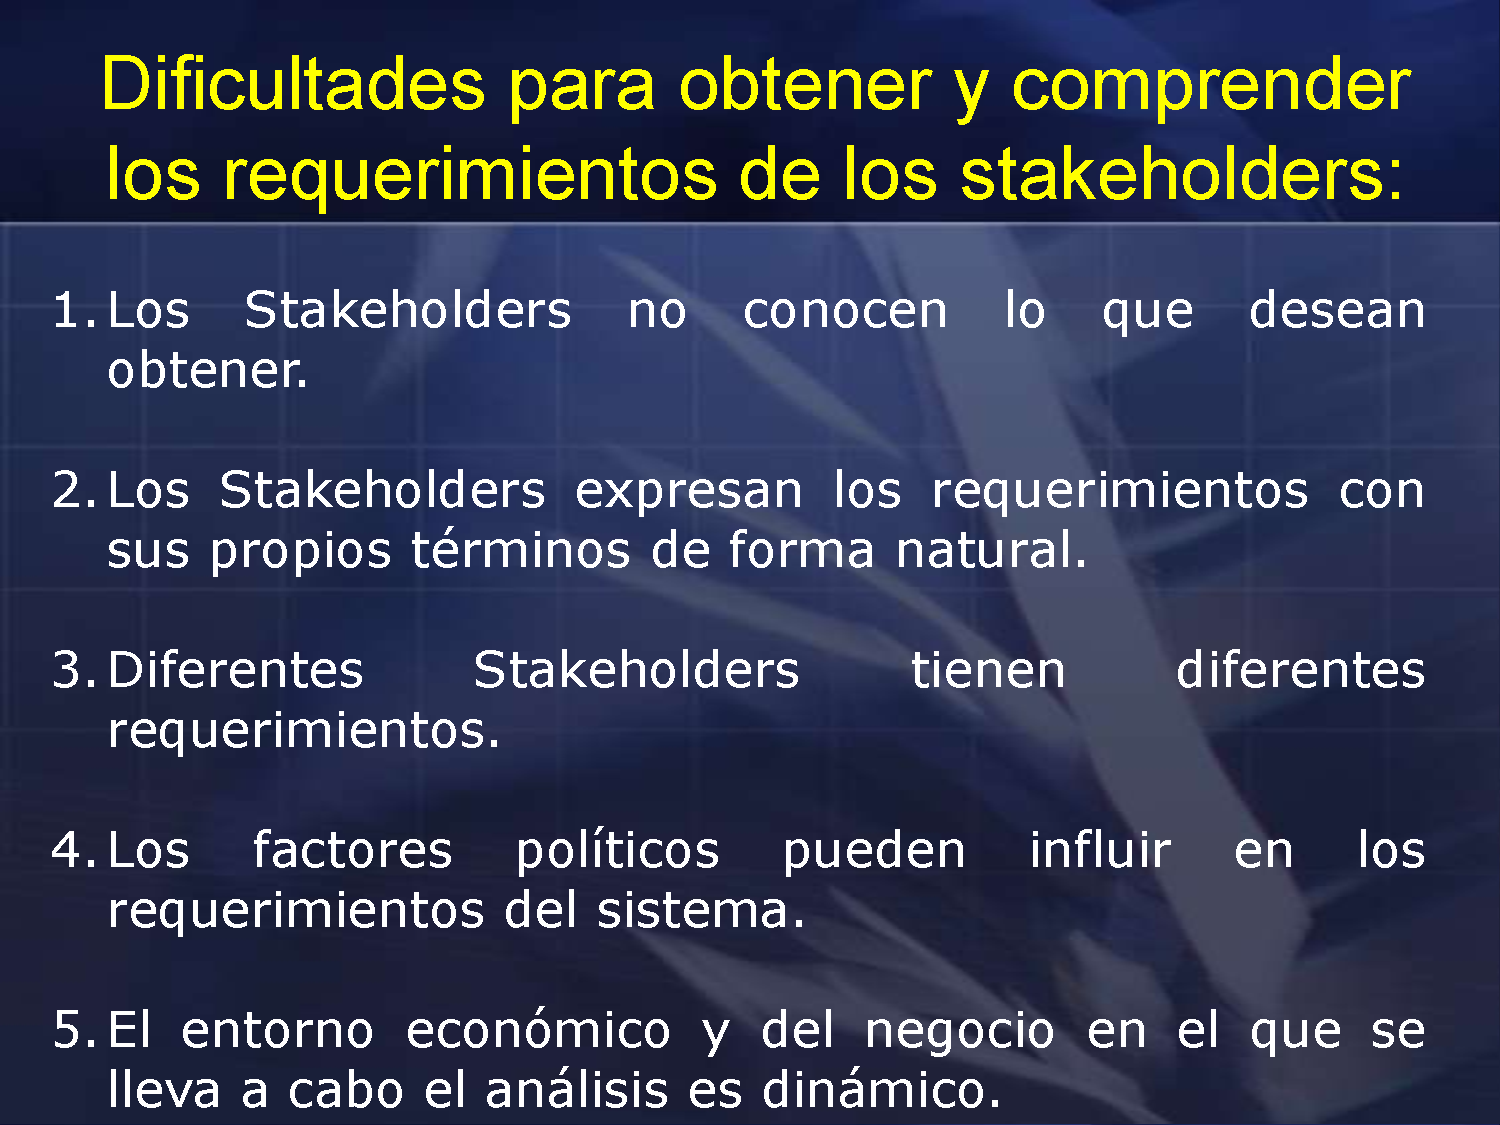 Dificultades para obtener y comprender
los requerimientos de los stakeholders:
1. Los Stakeholders no conocen lo que desean
obtener.
2. Los Stakeholders expresan los requerimientos con
sus propios términos de forma natural.
3. Diferentes Stakeholders tienen diferentes
requerimientos.
4. Los factores políticos pueden influir en los
requerimientos del sistema.
5. El entorno económico y del negocio en el que se
lleva a cabo el análisis es dinámico.